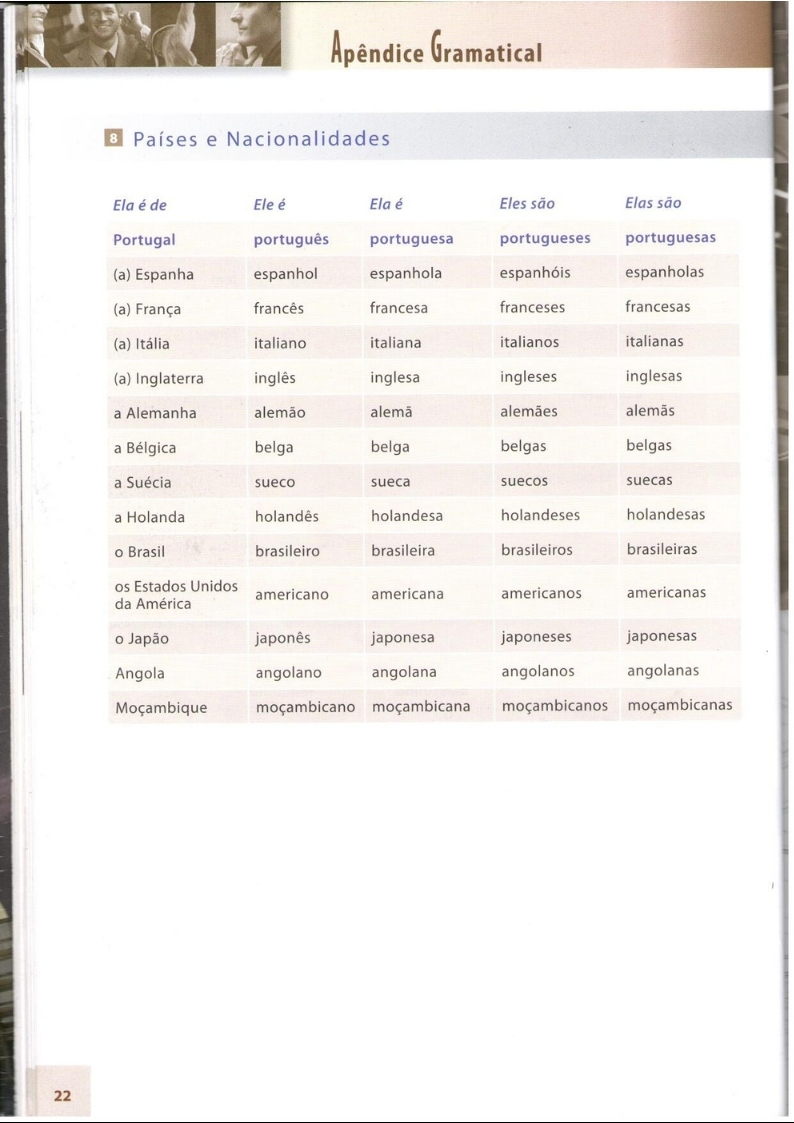 Apêndice Gramatical
8 Países e Nacionalidades
Ela é de Ele é Ela é Eles são Elas são
Portugal português portuguesa portugueses portuguesas
(a) Espanha espanhol espanhola espanhóis espanholas
(a) França francês francesa franceses francesas
(a) Itália italiano italiana italianos italianas
(a) Inglaterra inglês inglesa ingleses inglesas
a Alemanha alemão alemã alemães alemãs
a Bélgica belga belga belgas belgas
a Suécia sueco sueca suecos suecas
a Holanda holandês holandesa holandeses holandesas
o Brasil brasileiro brasileira brasileiros brasileiras
os Estados Unidos
da América americano americana americanos americanas
o Japão japonês japonesa japoneses japonesas
Angola angolano angolana angolanos angolanas
Moçambique moçambicano moçambicana moçambicanos moçambicanas
22